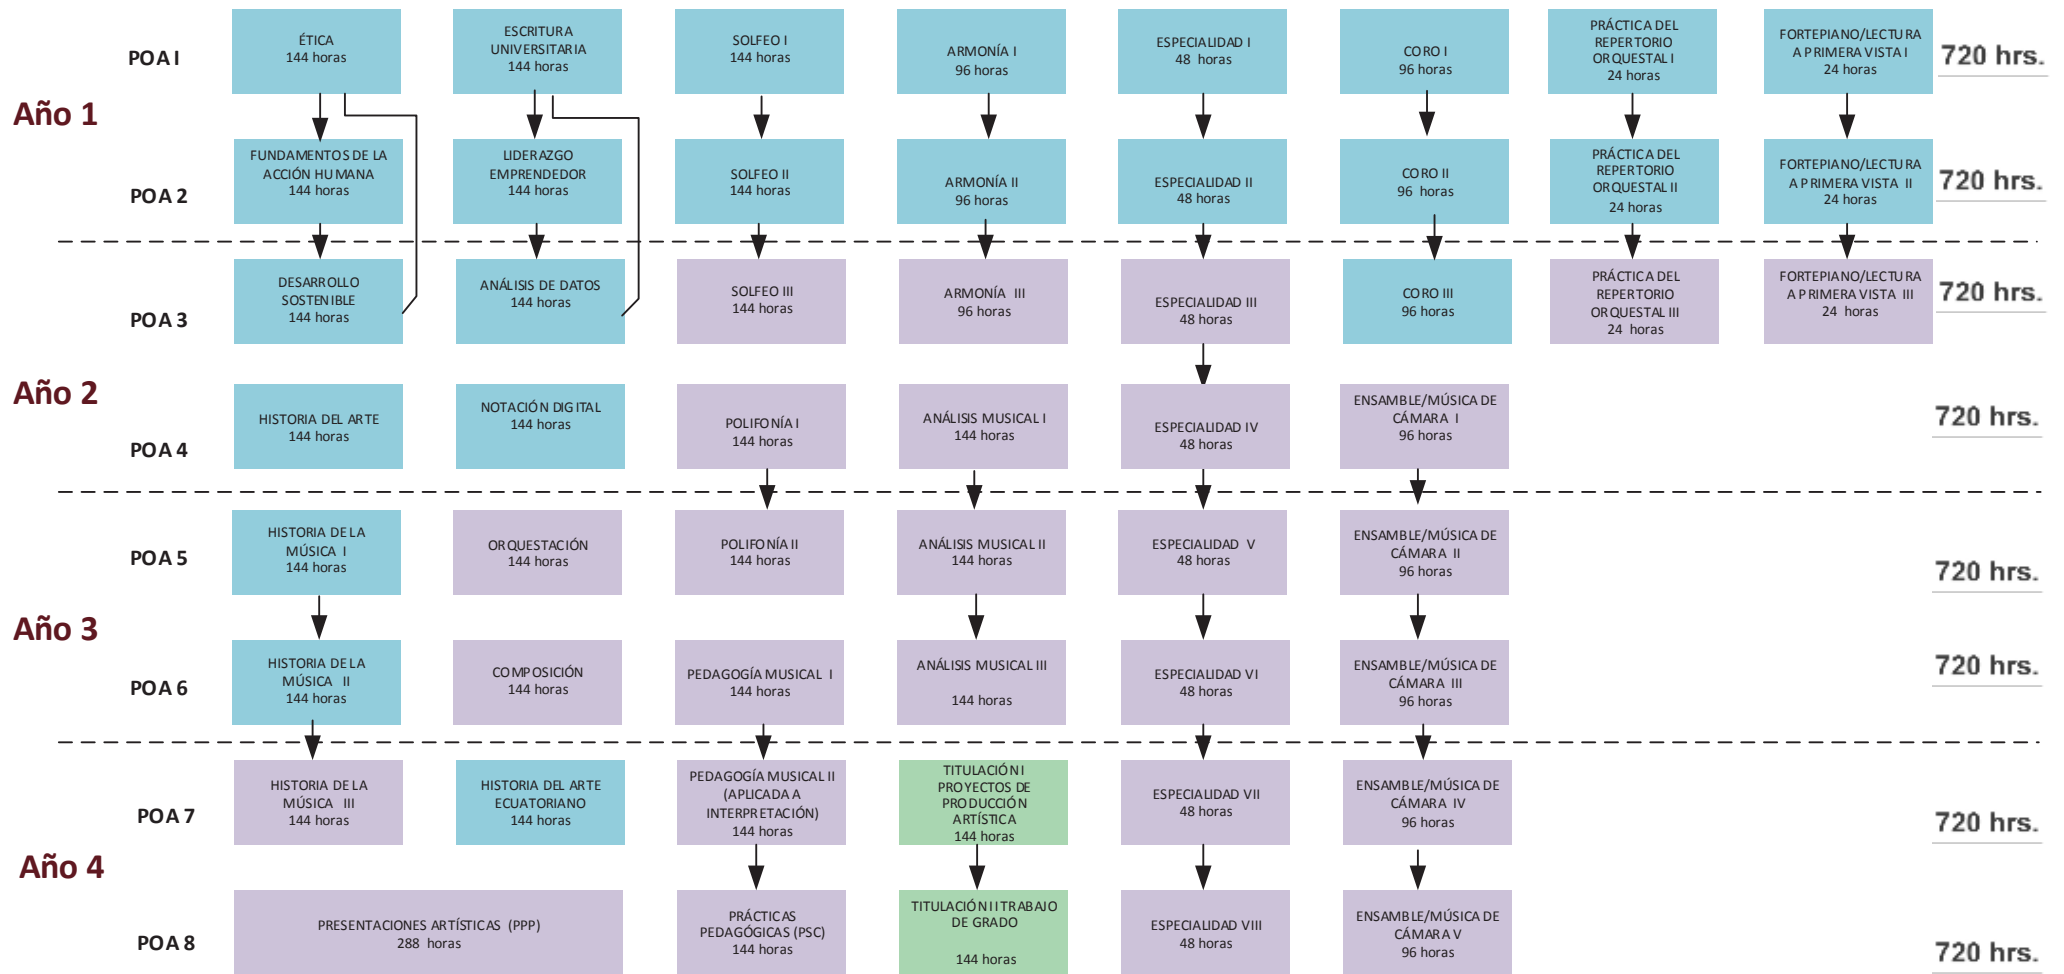 POA I
ÉTICA
144 horas
ESCRITURA
UNIVERSITARIA
144 horas
SOLFEO I
144 horas
ARMONÍA I
96 horas
ESPECIALIDAD I
48 horas
CORO I
96 horas
PRÁCTICA DEL
REPERTORIO
ORQUESTAL I
24 horas
FORTEPIANO/LECTURA
A PRIMERA VISTA I
24 horas
720 hrs.
Año 1
POA 2
FUNDAMENTOS DE LA
ACCIÓN HUMANA
144 horas
LIDERAZGO
EMPRENDEDOR
144 horas
SOLFEO II
144 horas
ARMONÍA II
96 horas
ESPECIALIDAD II
48 horas
CORO II
96 horas
PRÁCTICA DEL
REPERTORIO
ORQUESTAL II
24 horas
FORTEPIANO/LECTURA
A PRIMERA VISTA II
24 horas
720 hrs.
POA 3
DESARROLLO
SOSTENIBLE
144 horas
ANÁLISIS DE DATOS
144 horas
SOLFEO III
144 horas
ARMONÍA III
96 horas
ESPECIALIDAD III
48 horas
CORO III
96 horas
PRÁCTICA DEL
REPERTORIO
ORQUESTAL III
24 horas
FORTEPIANO/LECTURA
A PRIMERA VISTA III
24 horas
720 hrs.
Año 2
POA 4
HISTORIA DEL ARTE
144 horas
NOTACIÓN DIGITAL
144 horas
POLIFONÍA I
144 horas
ANÁLISIS MUSICAL I
144 horas
ESPECIALIDAD IV
48 horas
ENSAMBLE/MÚSICA DE
CÁMARA I
96 horas
720 hrs.
POA 5
HISTORIA DE LA
MÚSICA I
144 horas
ORQUESTACIÓN
144 horas
POLIFONÍA II
144 horas
ANÁLISIS MUSICAL II
144 horas
ESPECIALIDAD V
48 horas
ENSAMBLE/MÚSICA DE
CÁMARA II
96 horas
720 hrs.
Año 3
POA 6
HISTORIA DE LA
MÚSICA II
144 horas
COMPOSICIÓN
144 horas
PEDAGOGÍA MUSICAL I
144 horas
ANÁLISIS MUSICAL III
144 horas
ESPECIALIDAD VI
48 horas
ENSAMBLE/MÚSICA DE
CÁMARA III
96 horas
720 hrs.
POA 7
HISTORIA DE LA
MÚSICA III
144 horas
HISTORIA DEL ARTE
ECUATORIANO
144 horas
PEDAGOGÍA MUSICAL II
(APLICADA A
INTERPRETACIÓN)
144 horas
TITULACIÓN I
PROYECTOS DE
PRODUCCIÓN
ARTÍSTICA
144 horas
ESPECIALIDAD VII
48 horas
ENSAMBLE/MÚSICA DE
CÁMARA IV
96 horas
720 hrs.
Año 4
POA 8
PRESENTACIONES ARTÍSTICAS (PPP)
288 horas
PRÁCTICAS
PEDAGÓGICAS (PSC)
144 horas
TITULACIÓN II TRABAJO
DE GRADO
144 horas
ESPECIALIDAD VIII
48 horas
ENSAMBLE/MÚSICA DE
CÁMARA V
96 horas
720 hrs.